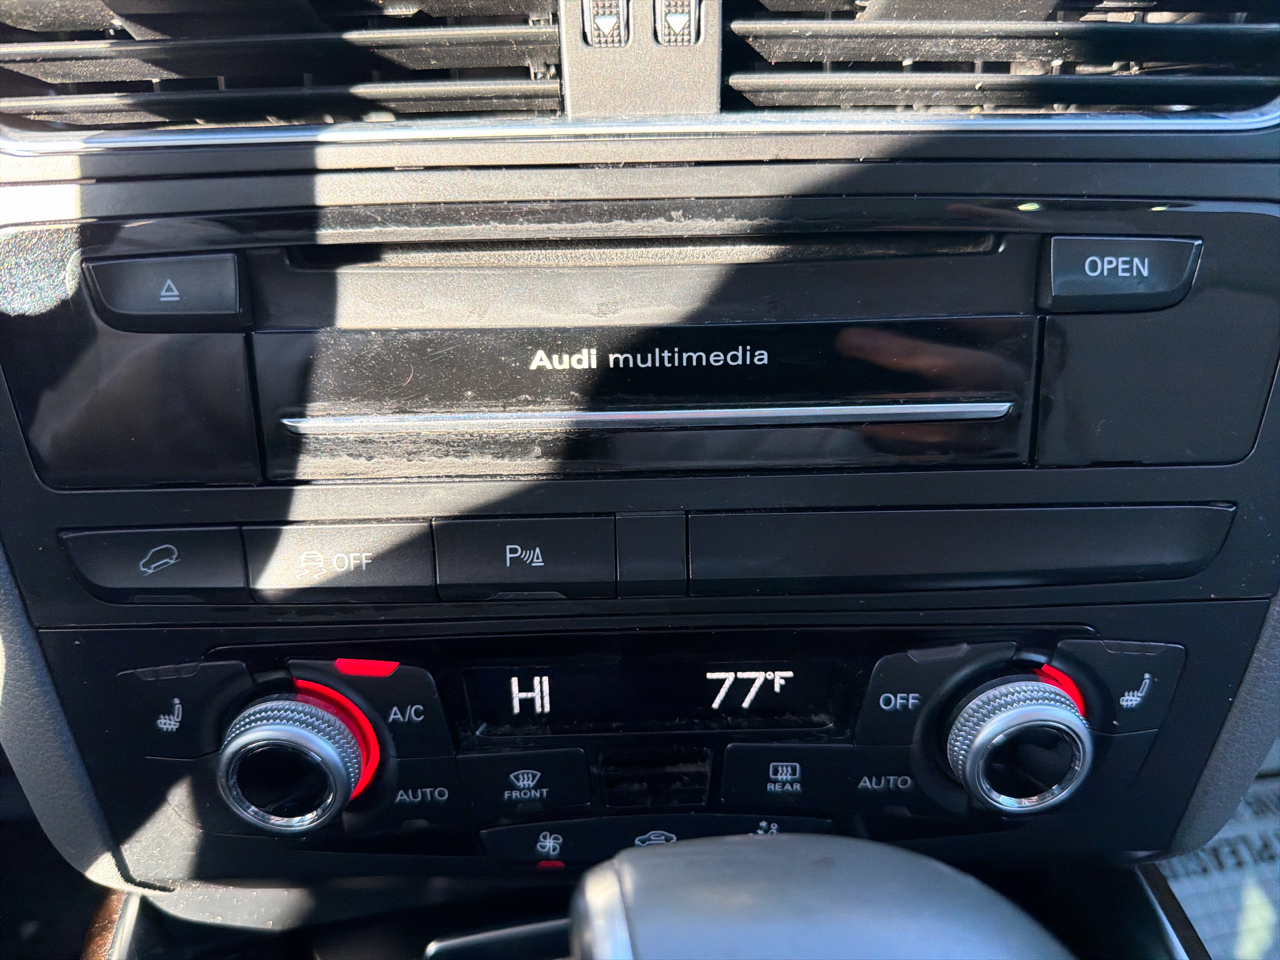 OPEN
Audi multimedia
OFF
P
HI
77°F
A/C
OFF
AUTO
FRONT
REAR
AUTO